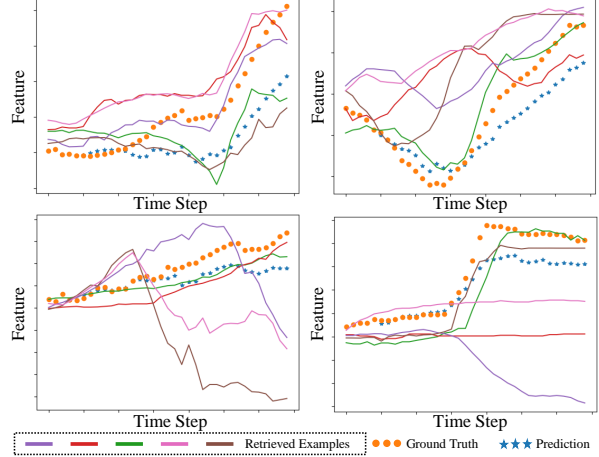 Feature
Time Step
Feature
Time Step
Feature
Time Step
Feature
Time Step
Retrieved Examples
Ground Truth
Prediction